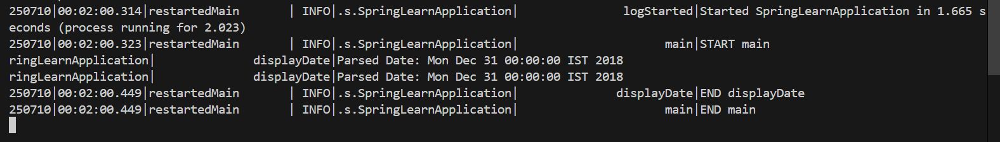 250710|00:02:00.314|restartedMain       | INFO|.s.SpringLearnApplication|               logStarted|Started SpringLearnApplication in 1.665 s
econds (process running for 2.023)
250710|00:02:00.323|restartedMain       | INFO|.s.SpringLearnApplication|                     main|START main
ringLearnApplication|              displayDate|Parsed Date: Mon Dec 31 00:00:00 IST 2018
ringLearnApplication|              displayDate|Parsed Date: Mon Dec 31 00:00:00 IST 2018
250710|00:02:00.449|restartedMain       | INFO|.s.SpringLearnApplication|              displayDate|END displayDate
250710|00:02:00.449|restartedMain       | INFO|.s.SpringLearnApplication|                     main|END main